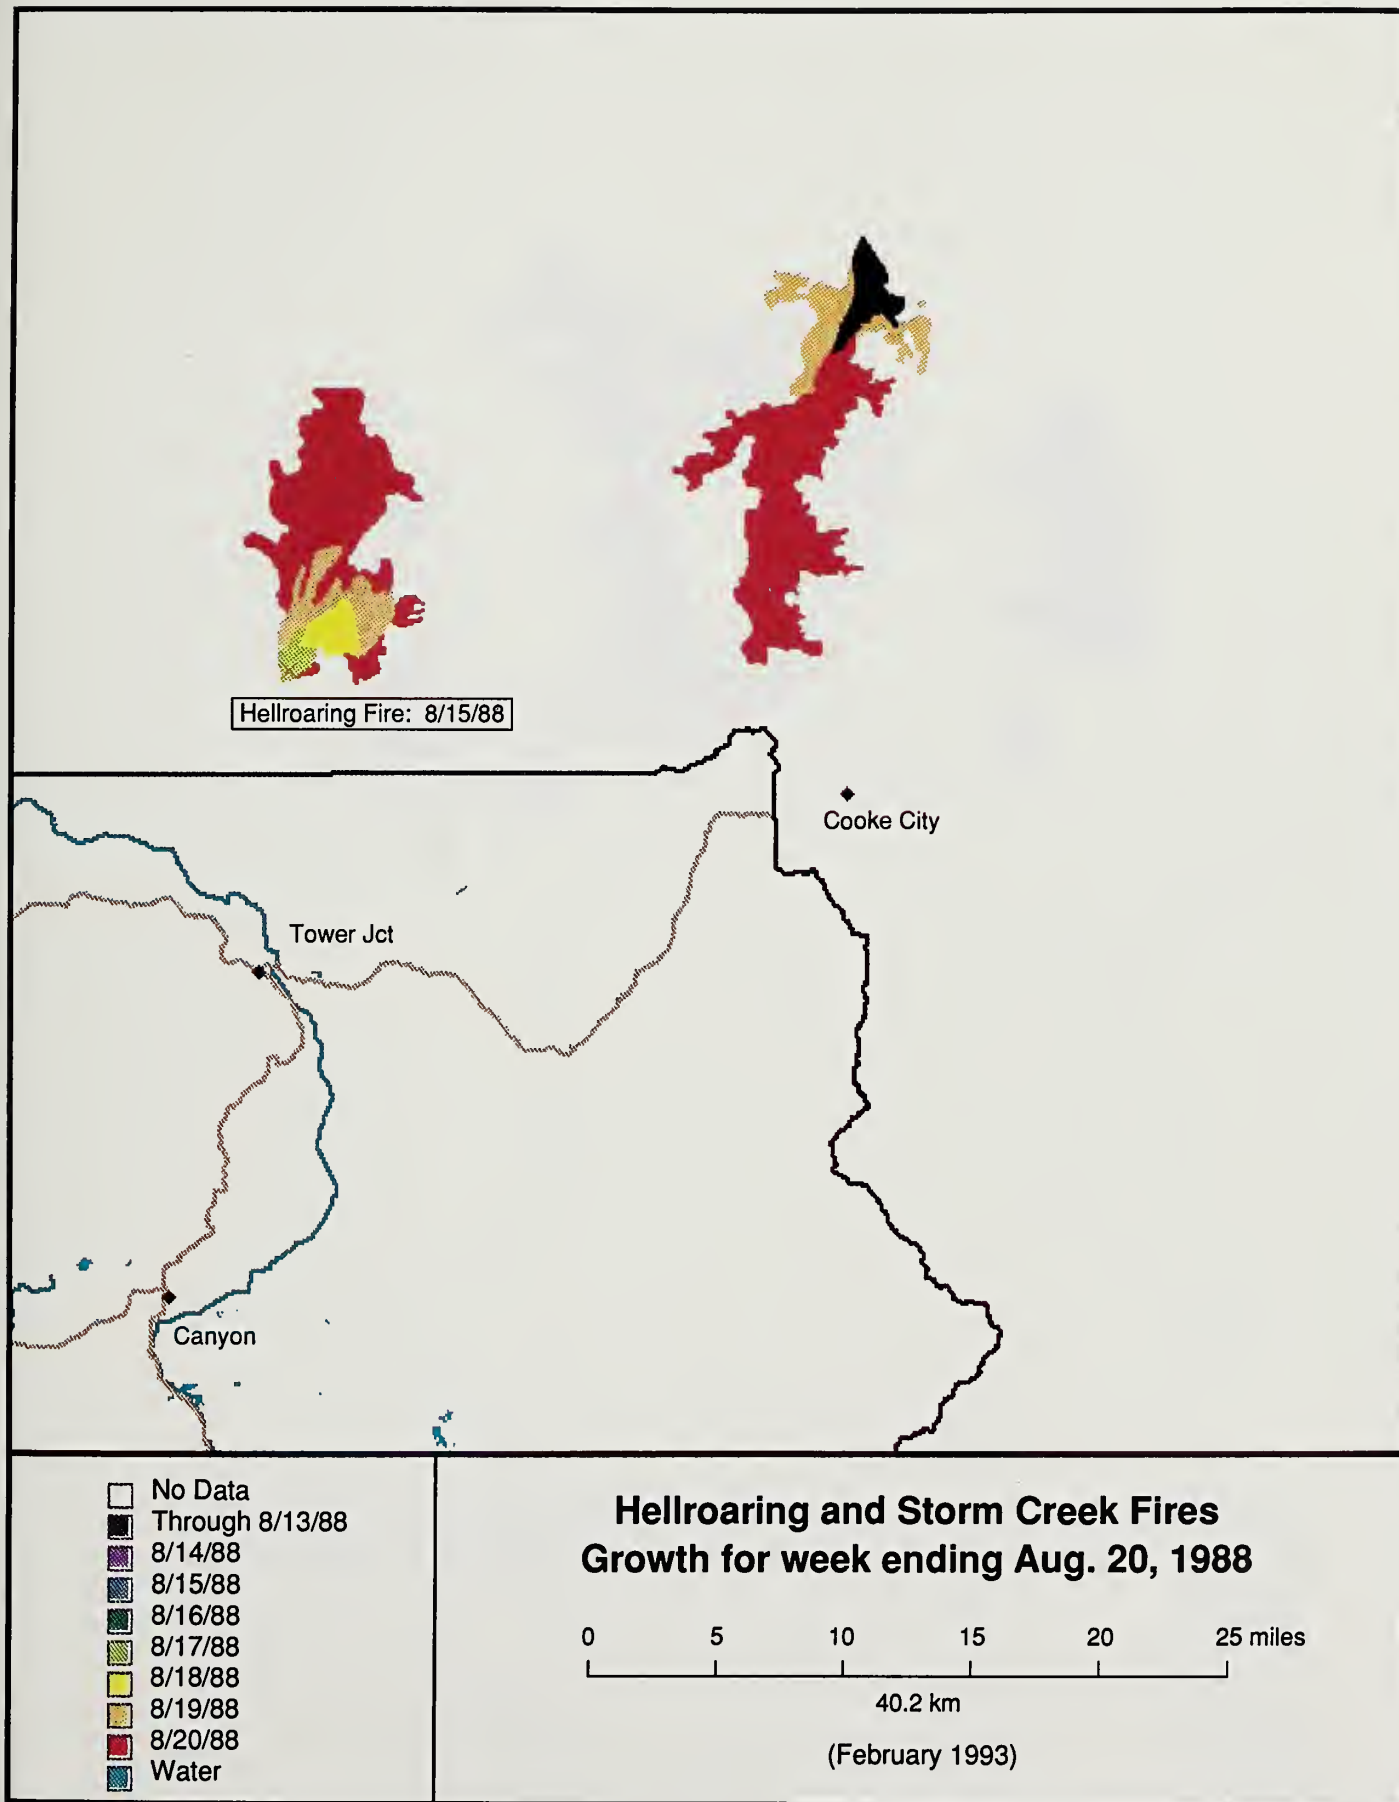 Hellroaring Fire: 8/15/88
Cooke City
Tower Jct
Canyon
No Data
Through 8/13/88
8/14/88
8/15/88
8/16/88
8/17/88
8/18/88
8/19/88
8/20/88
Water
Hellroaring and Storm Creek Fires
Growth for week ending Aug. 20, 1988
0 5 10 15 20 25 miles
40.2 km
(February 1993)